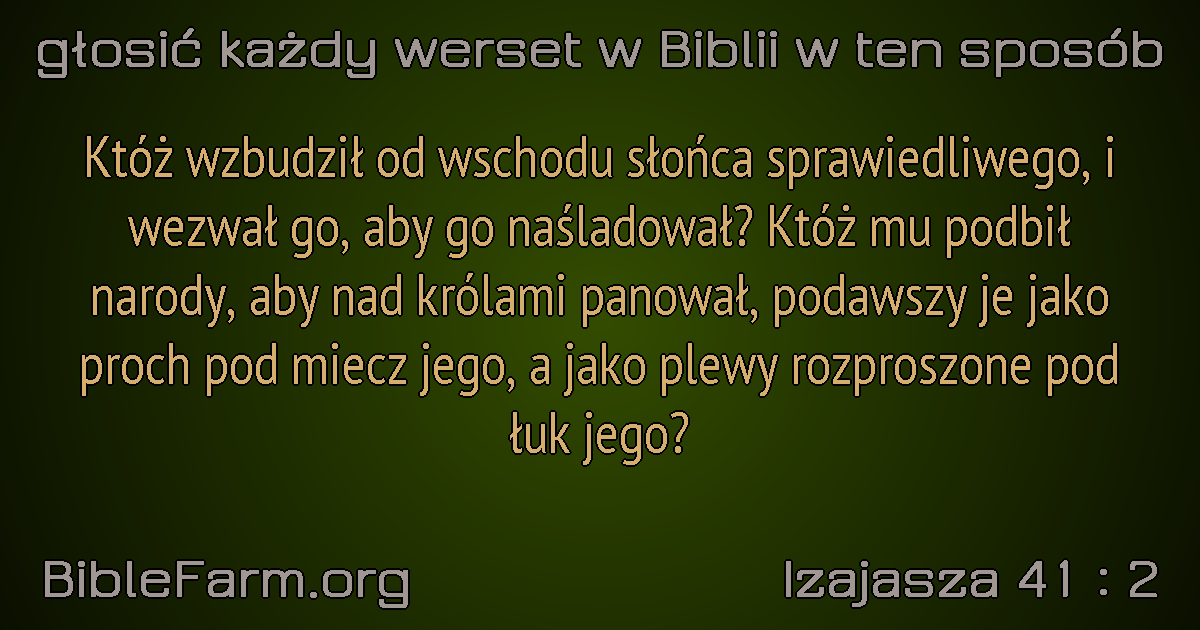 głosić każdy werset w Biblii w ten sposób
Któż wzbudził od wschodu słońca sprawiedliwego, i
wezwał go, aby go naśladował? Któż mu podbił
narody, aby nad królami panował, podawszy je jako
proch pod miecz jego, a jako plewy rozproszone pod
łuk jego?
BibleFarm.org
Izajasza 41 : 2